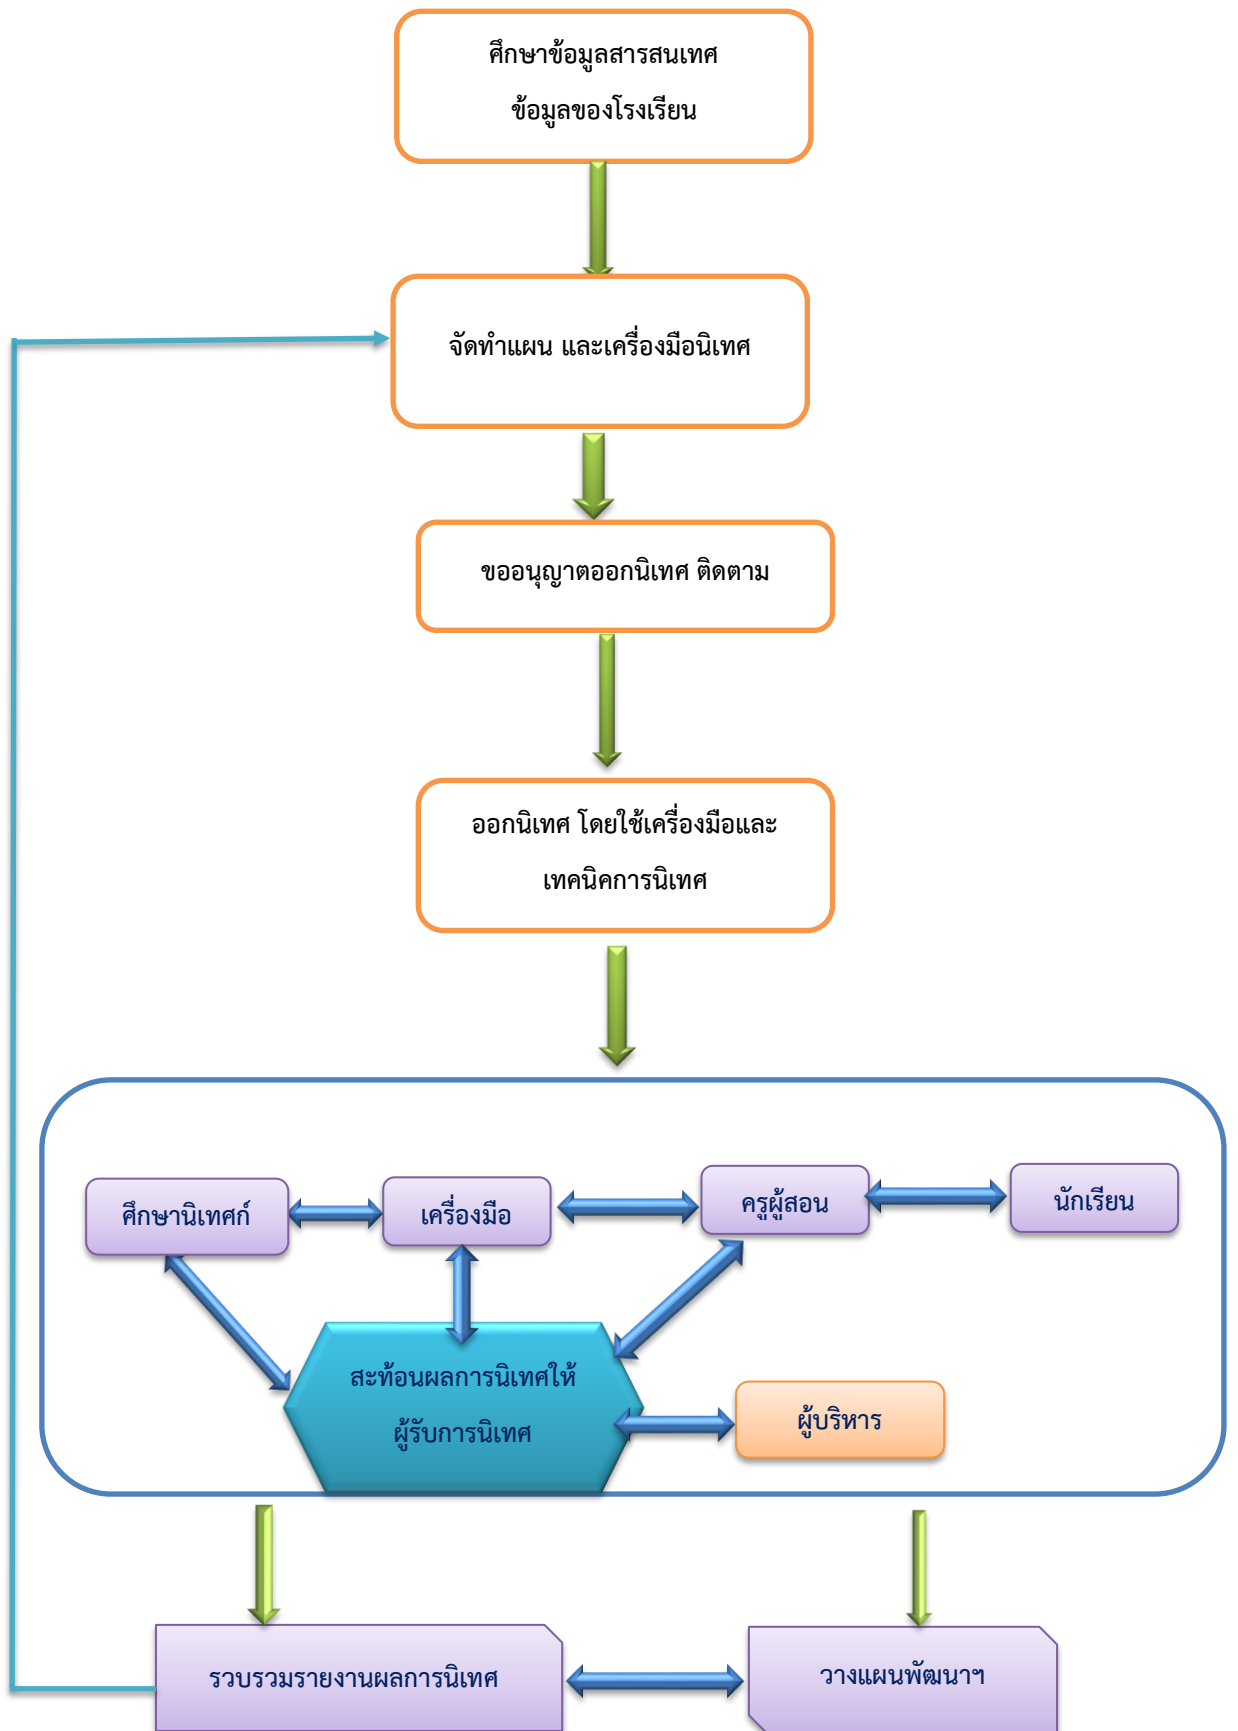 ศึกษาข้อมูลสารสนเทศ
ข้อมูลของโรงเรียน
จัดทำแผน และเครื่องมือนิเทศ
ขออนุญาตออกนิเทศ ติดตาม
ออกนิเทศ โดยใช้เครื่องมือและ
เทคนิคการนิเทศ
ศึกษานิเทศก์
เครื่องมือ
ครูผู้สอน
นักเรียน
สะท้อนผลการนิเทศให้
ผู้รับการนิเทศ
ผู้บริหาร
รวบรวมรายงานผลการนิเทศ
วางแผนพัฒนาฯ